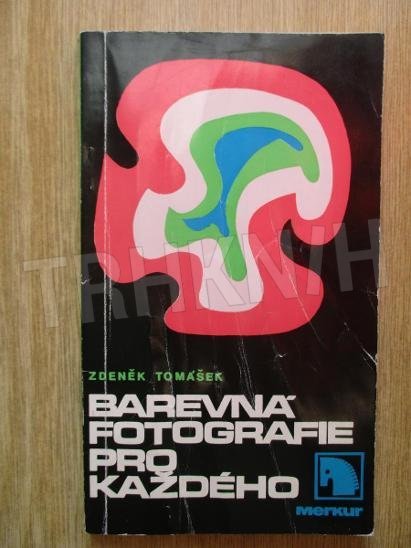 TRHKNIH
ZDENĚK TOMÁŠEK
BAREVNÁ
FOTOGRAFIE
PRO
KAŽDÉHO
merkur